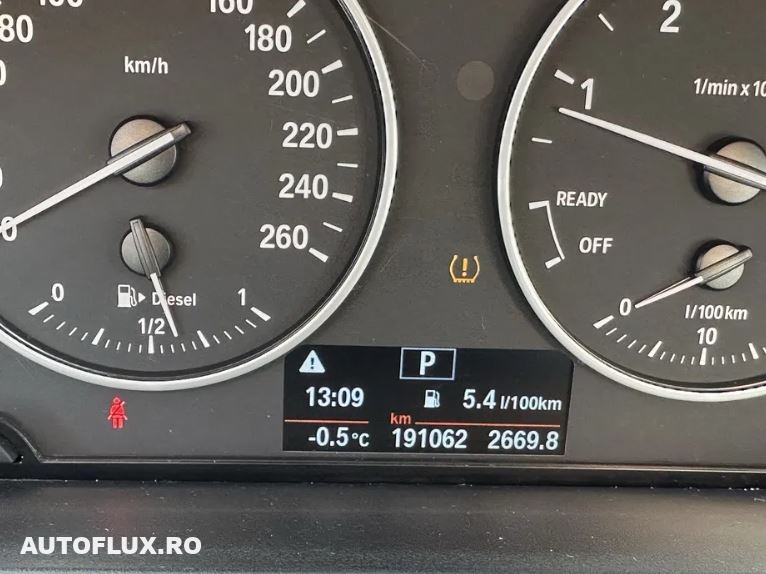 160
80
180
2
km/h
200
1
1/min x 10
220
240
READY
260
OFF
0
Diesel
1
1/2
0
l/100km
10
P
13:09 5.4 l/100km
km
-0.5°C 191062 2669.8
AUTOFLUX.RO